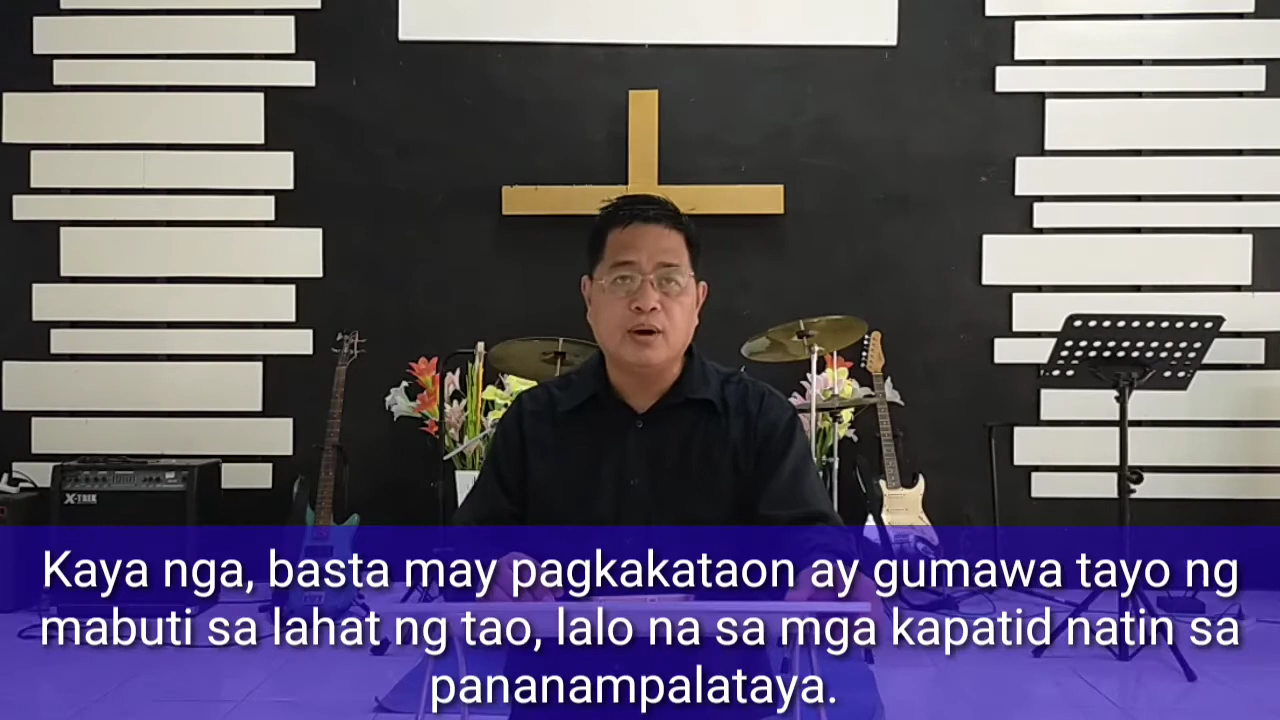 X-TREK
Kaya nga, basta may pagkakataon ay gumawa tayo ng
mabuti sa lahat ng tao, lalo na sa mga kapatid natin sa
pananampalataya.